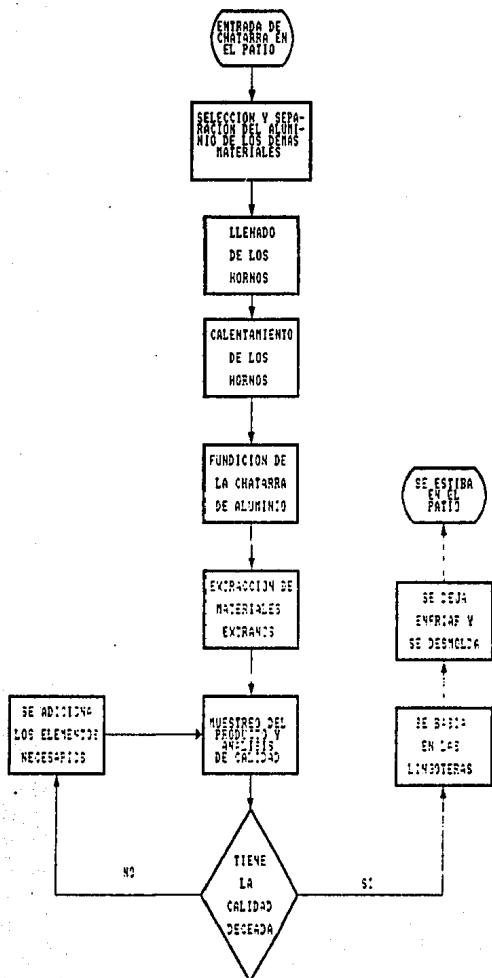 ENTRADA DE
CHATARRA EN
EL PATIO
SELECCION Y SEPA-
RACION DEL ALUMI-
NIO DE LOS DEMAS
MATERIALES
LLENADO
DE LOS
HORNOS
CALENTAMIENTO
DE LOS
HORNOS
FUNDICION DE
LA CHATARRA
DE ALUMINIO
EXTRACCION DE
MATERIALES
EXTRANOS
MUESTREO DEL
PRODUCTO Y
ANALISIS
DE CALIDAD
SE ADICIONA
LOS ELEMENTOS
NECESARIOS
TIENE
LA
CALIDAD
DECEADA
NO
SI
SE VACIA
EN LAS
LINGOTERAS
SE DEJA
ENFRIAR Y
SE DESMOLDA
SE ESTIBA
EN EL
PATIO